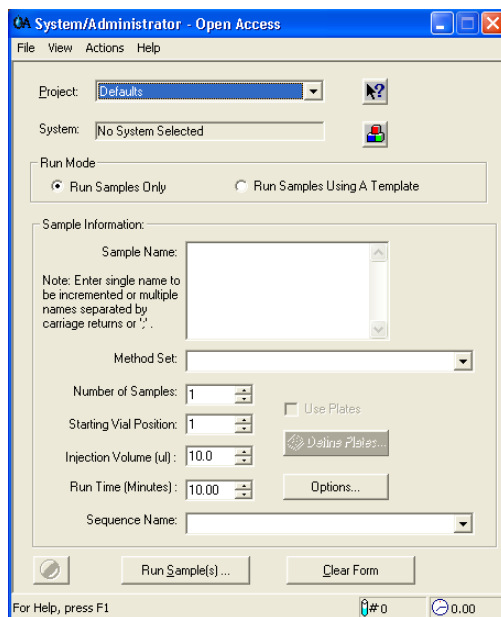 OA System/Administrator - Open Access
File View Actions Help
Project: Defaults
System: No System Selected
Run Mode
Run Samples Only Run Samples Using A Template
Sample Information:
Sample Name:
Note: Enter single name to
be incremented or multiple
names separated by
carriage returns or ';' .
Method Set:
Number of Samples: 1
Use Plates
Starting Vial Position: 1
Define Plates...
Injection Volume (ul) : 10.0
Run Time (Minutes) : 10.00 Options...
Sequence Name:
Run Sample(s) ... Clear Form
For Help, press F1 #0 0.00